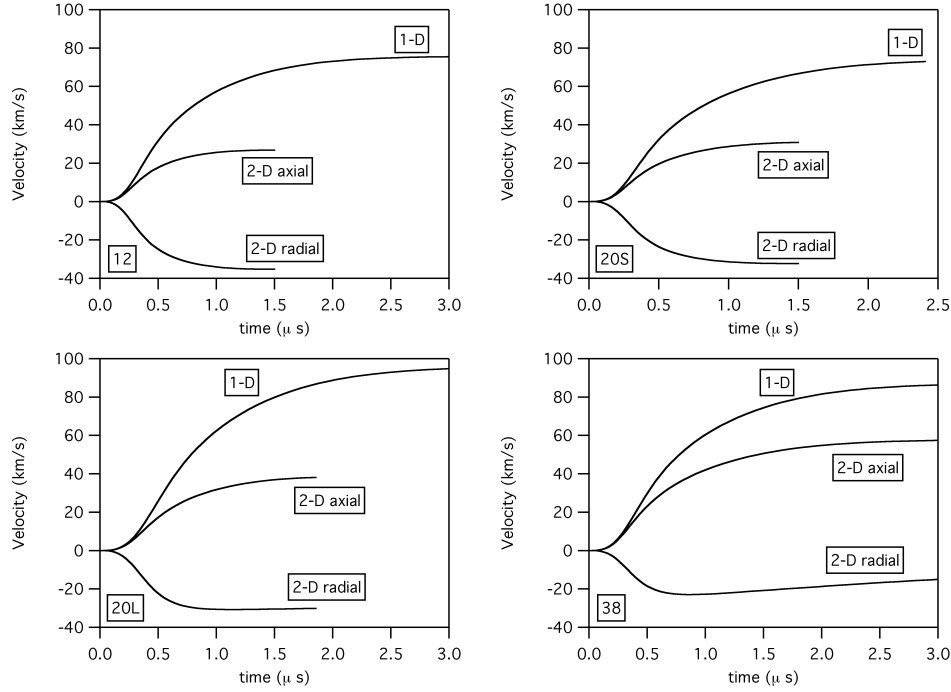 100
80
60
40
20
0
-20
-40
Velocity (km/s)
1-D
2-D axial
2-D radial
12
0.0 0.5 1.0 1.5 2.0 2.5 3.0
time (μ s)
100
80
60
40
20
0
-20
-40
Velocity (km/s)
1-D
2-D axial
2-D radial
20S
0.0 0.5 1.0 1.5 2.0 2.5
time (μ s)
100
80
60
40
20
0
-20
-40
Velocity (km/s)
1-D
2-D axial
2-D radial
20L
0.0 0.5 1.0 1.5 2.0 2.5 3.0
time (μ s)
100
80
60
40
20
0
-20
-40
Velocity (km/s)
1-D
2-D axial
2-D radial
38
0.0 0.5 1.0 1.5 2.0 2.5 3.0
time (μ s)